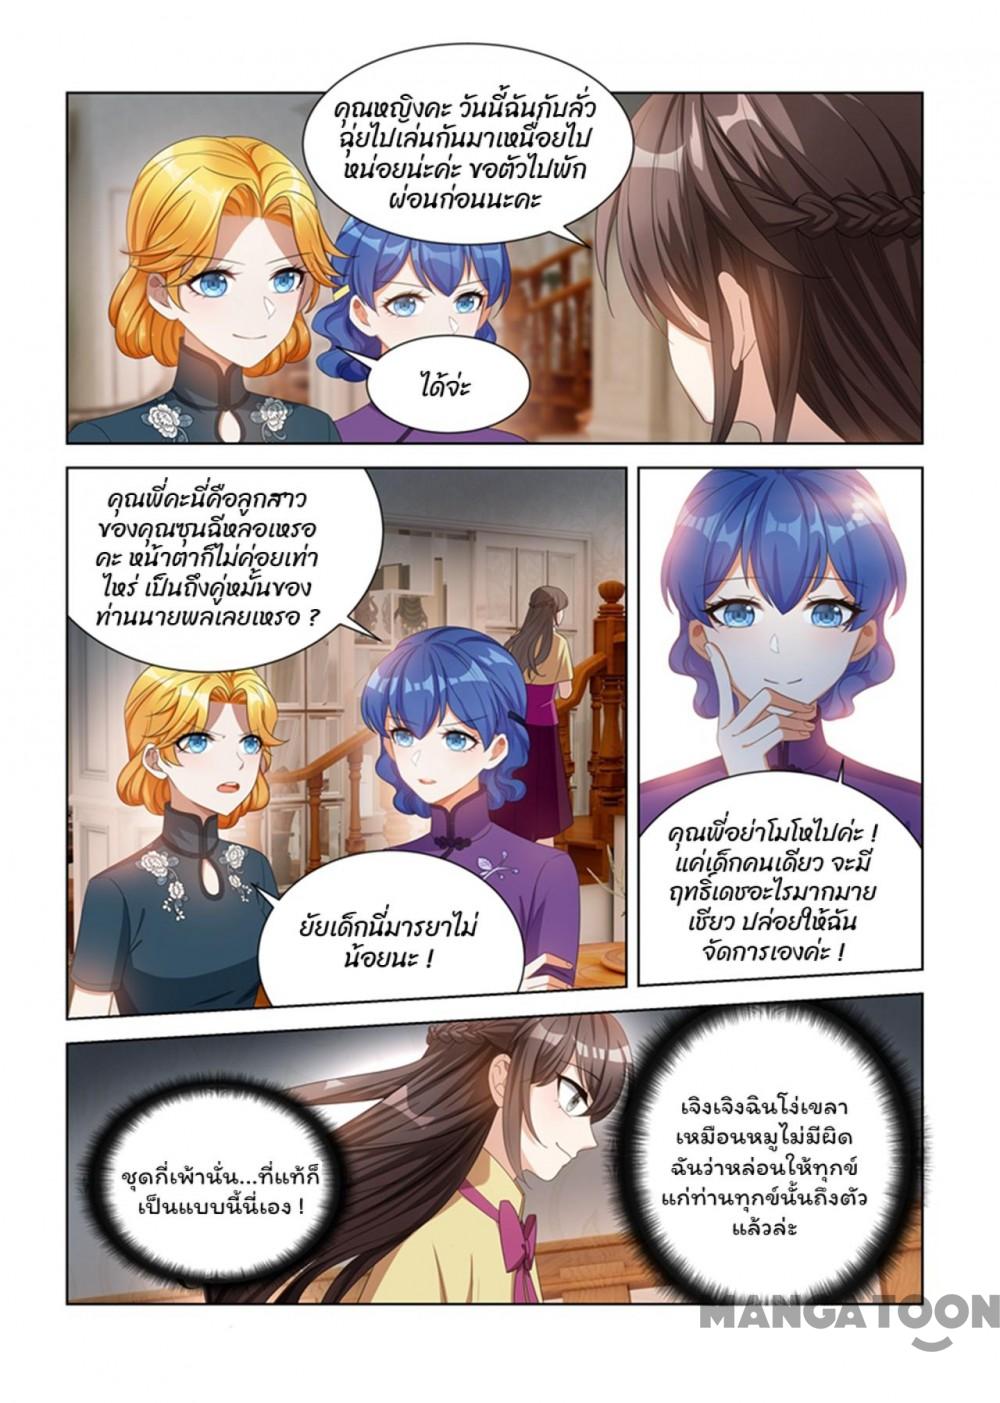 คุณหญิงคะ วันนี้ฉันกับลั่ว
ฉุ่ยไปเล่นกันมาเหนื่อยไป
หน่อยน่ะค่ะ ขอตัวไปพัก
ผ่อนก่อนนะคะ
ได้จ่ะ
คุณพี่คะนี่คือลูกสาว
ของคุณซุนฉีหลอเหรอ
คะ หน้าตาก็ไม่ค่อยเท่า
ไหร่ เป็นถึงคู่หมั้นของ
ท่านนายพลเลยเหรอ ?
ยัยเด็กนี่มารยาไม่
น้อยนะ !
คุณพี่อย่าโมโหไปค่ะ !
แค่เด็กคนเดียว จะมี
ฤทธิ์เดชอะไรมากมาย
เชียว ปล่อยให้ฉัน
จัดการเองค่ะ !
ชุดกี่เพ้านั่น...ที่แท้ก็
เป็นแบบนี้นี่เอง !
เจิงเจิงฉินโง่เขลา
เหมือนหมูไม่มีผิด
ฉันว่าหล่อนให้ทุกข์
แก่ท่านทุกข์นั้นถึงตัว
แล้วล่ะ
MANGATOON